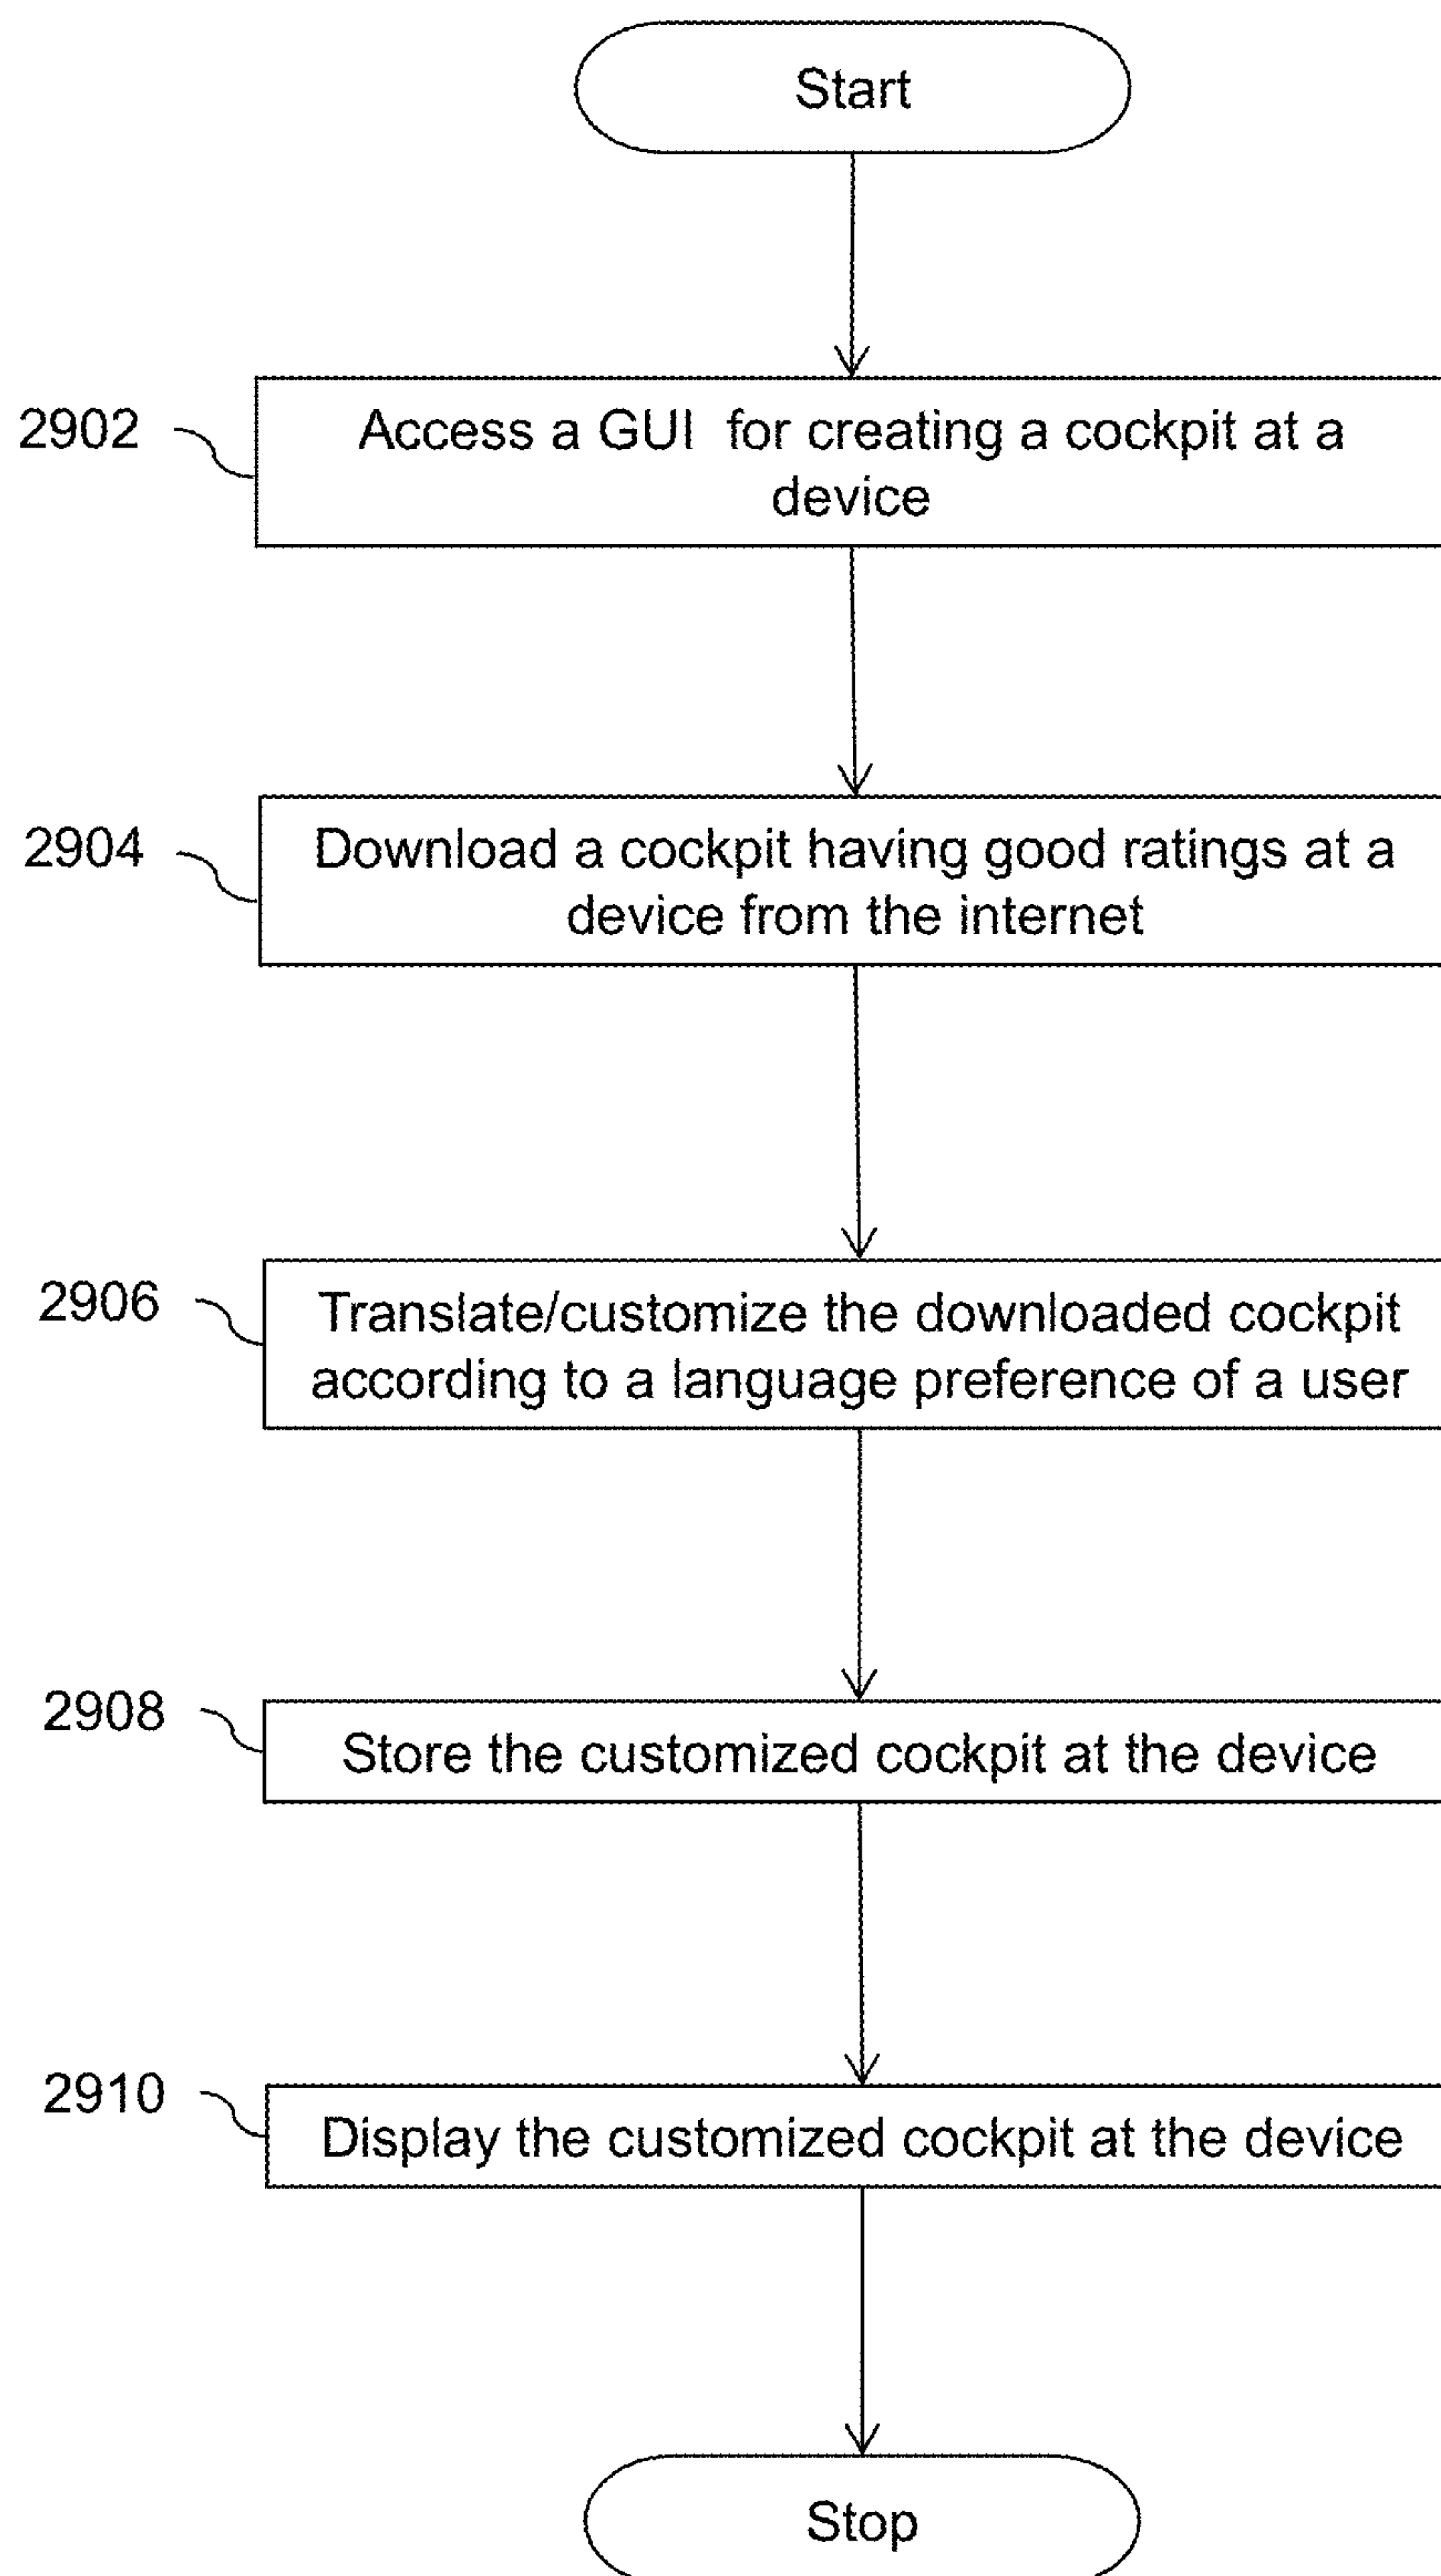 Start
2902
Access a GUI for creating a cockpit at a
device
2904
Download a cockpit having good ratings at a
device from the internet
2906
Translate/customize the downloaded cockpit
according to a language preference of a user
2908
Store the customized cockpit at the device
2910
Display the customized cockpit at the device
Stop